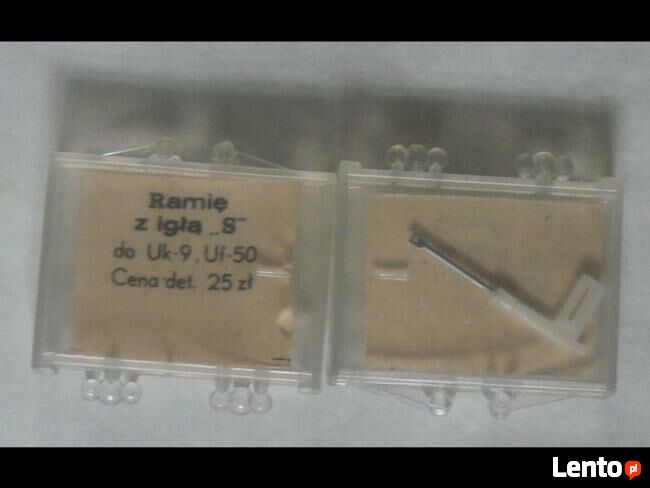 Ramię
z igłą „S"
do Uk-9, Uf-50
Cena det. 25 zł
Lento pl